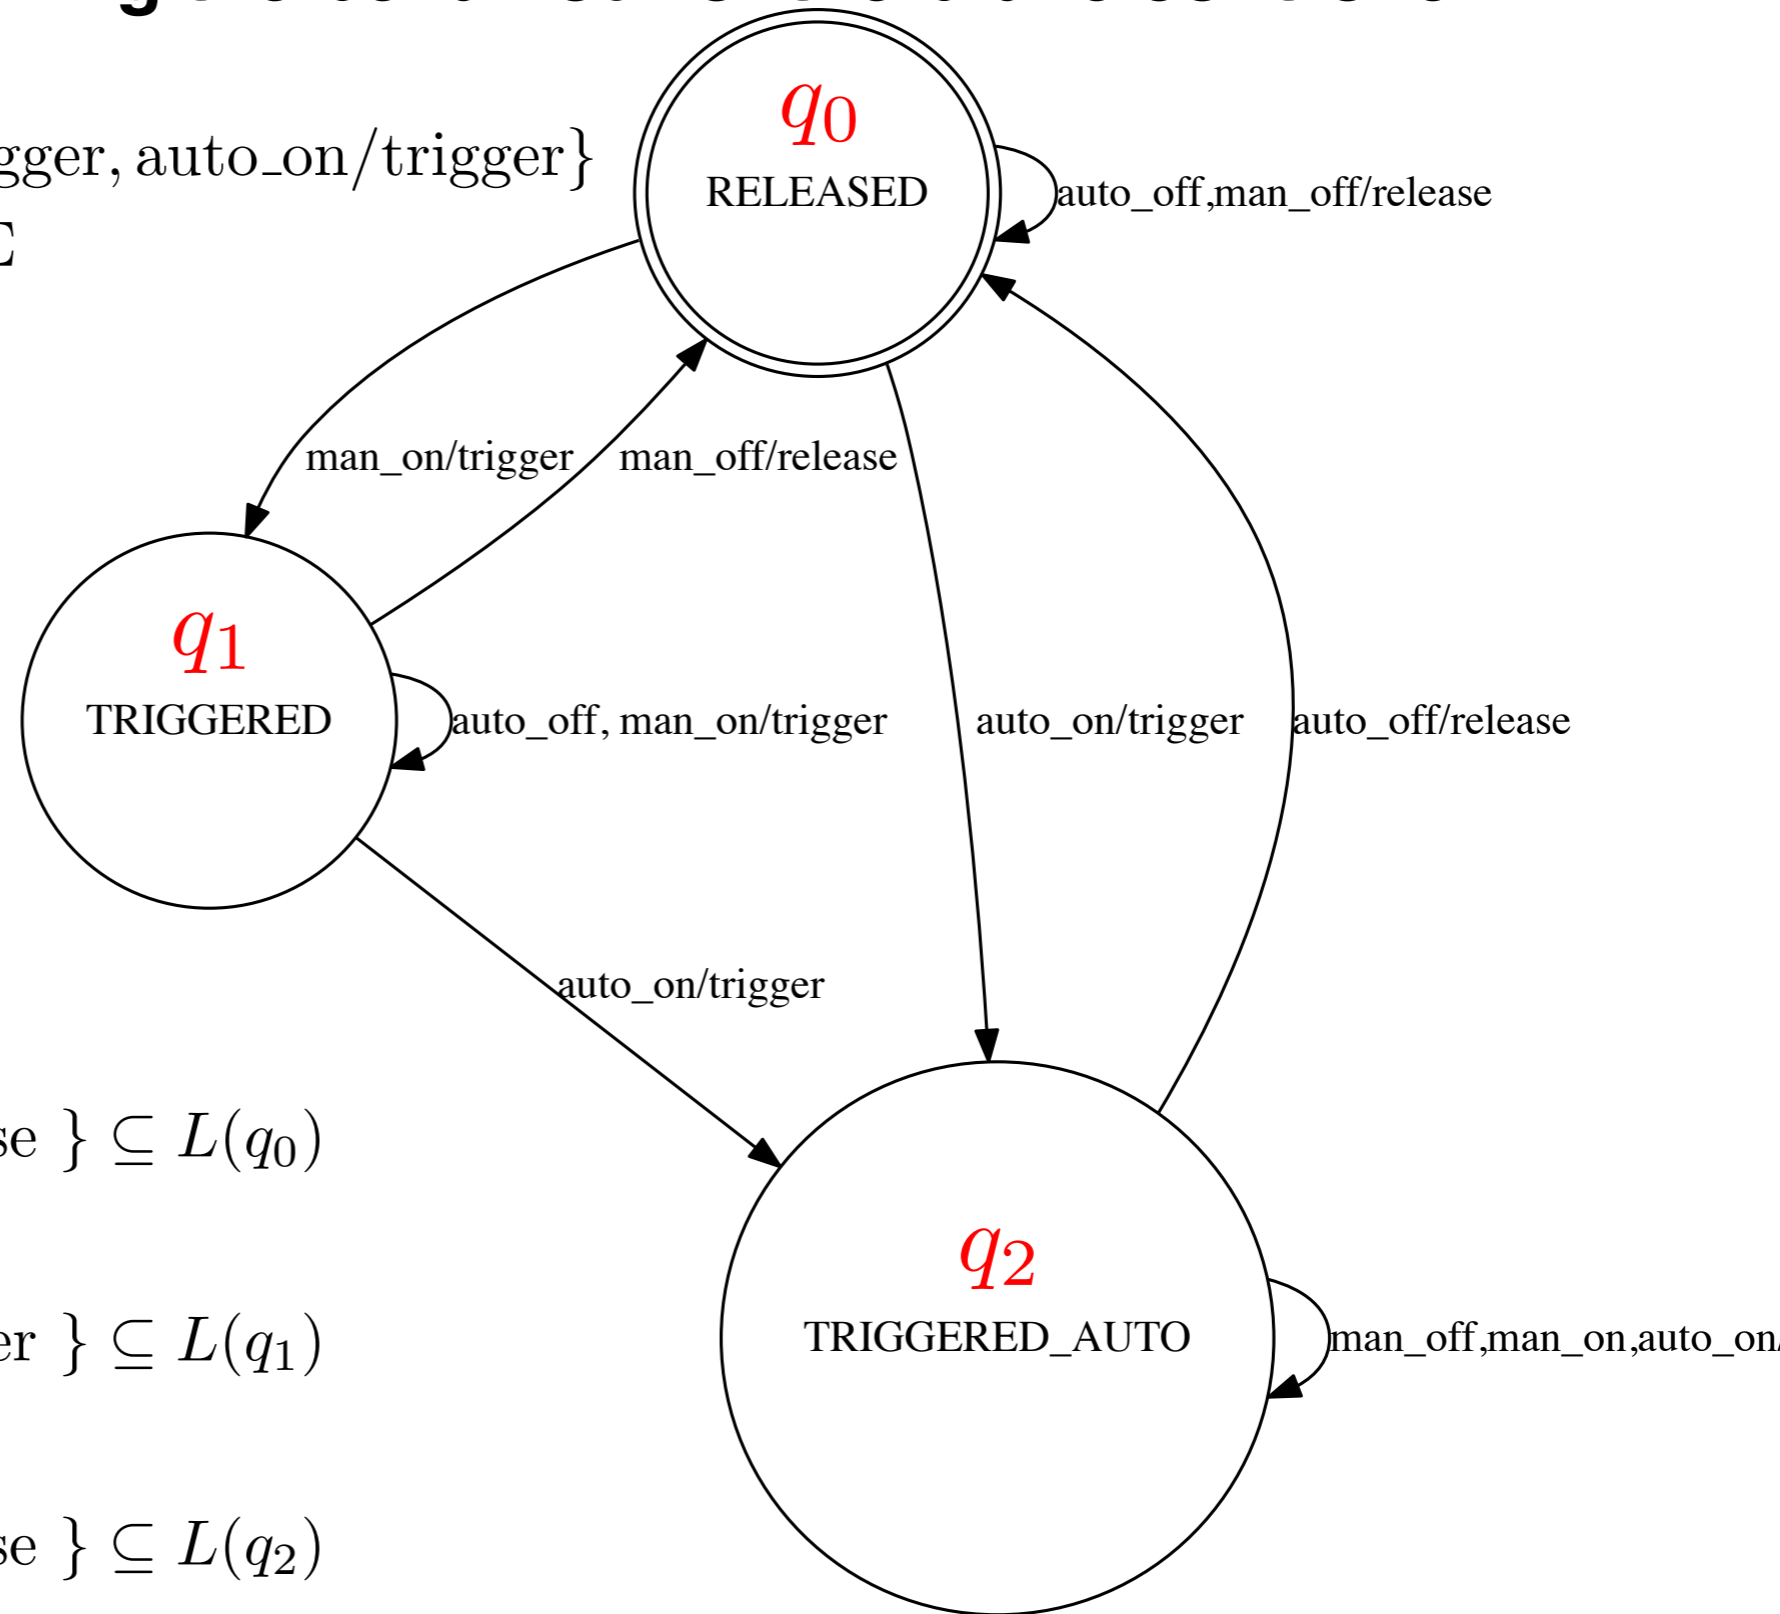 q0
RELEASED
gger, auto_on/trigger}
auto_off,man_off/release
man_on/trigger
man_off/release
q1
TRIGGERED
auto_off, man_on/trigger
auto_on/trigger
auto_off/release
auto_on/trigger
se } ⊆ L(q0)
q2
TRIGGERED_AUTO
man_off,man_on,auto_on/
er } ⊆ L(q1)
se } ⊆ L(q2)